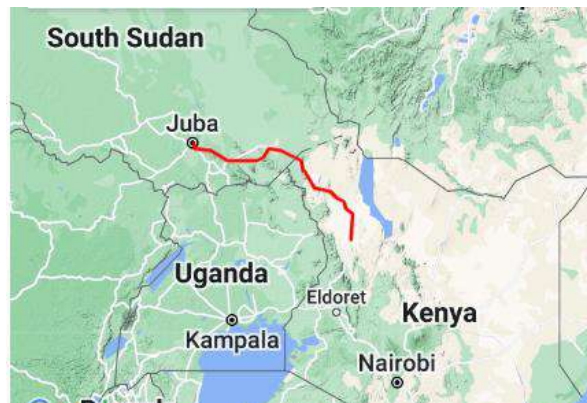 South Sudan
Juba
Uganda
Eldoret
Kenya
Kampala
Nairobi